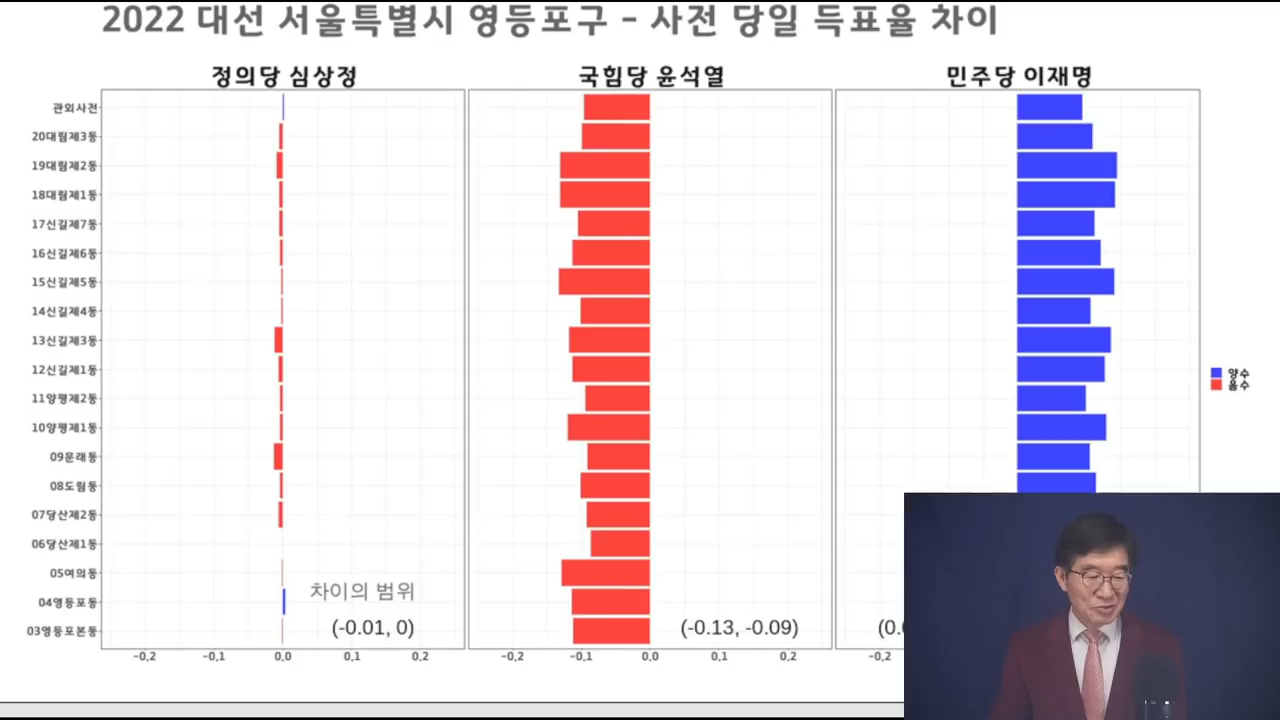 2022 대선 서울특별시 영등포구 - 사전 당일 득표율 차이
정의당 심상정
국힘당 윤석열
민주당 이재명
관외사전
20대림제3동
19대림제2동
18대림제1동
17신길제7동
16신길제6동
15신길제5동
14신길제4동
13신길제3동
12신길제1동
11양평제2동
10양평제1동
09문래동
08도림동
07당산제2동
06당산제1동
05여의동
04영등포동
03영등포본동
차이의 범위
(-0.01, 0)
(-0.13, -0.09)
(0.0
-0.2 -0.1 0.0 0.1 0.2
-0.2 -0.1 0.0 0.1 0.2
-0.2
양수
음수